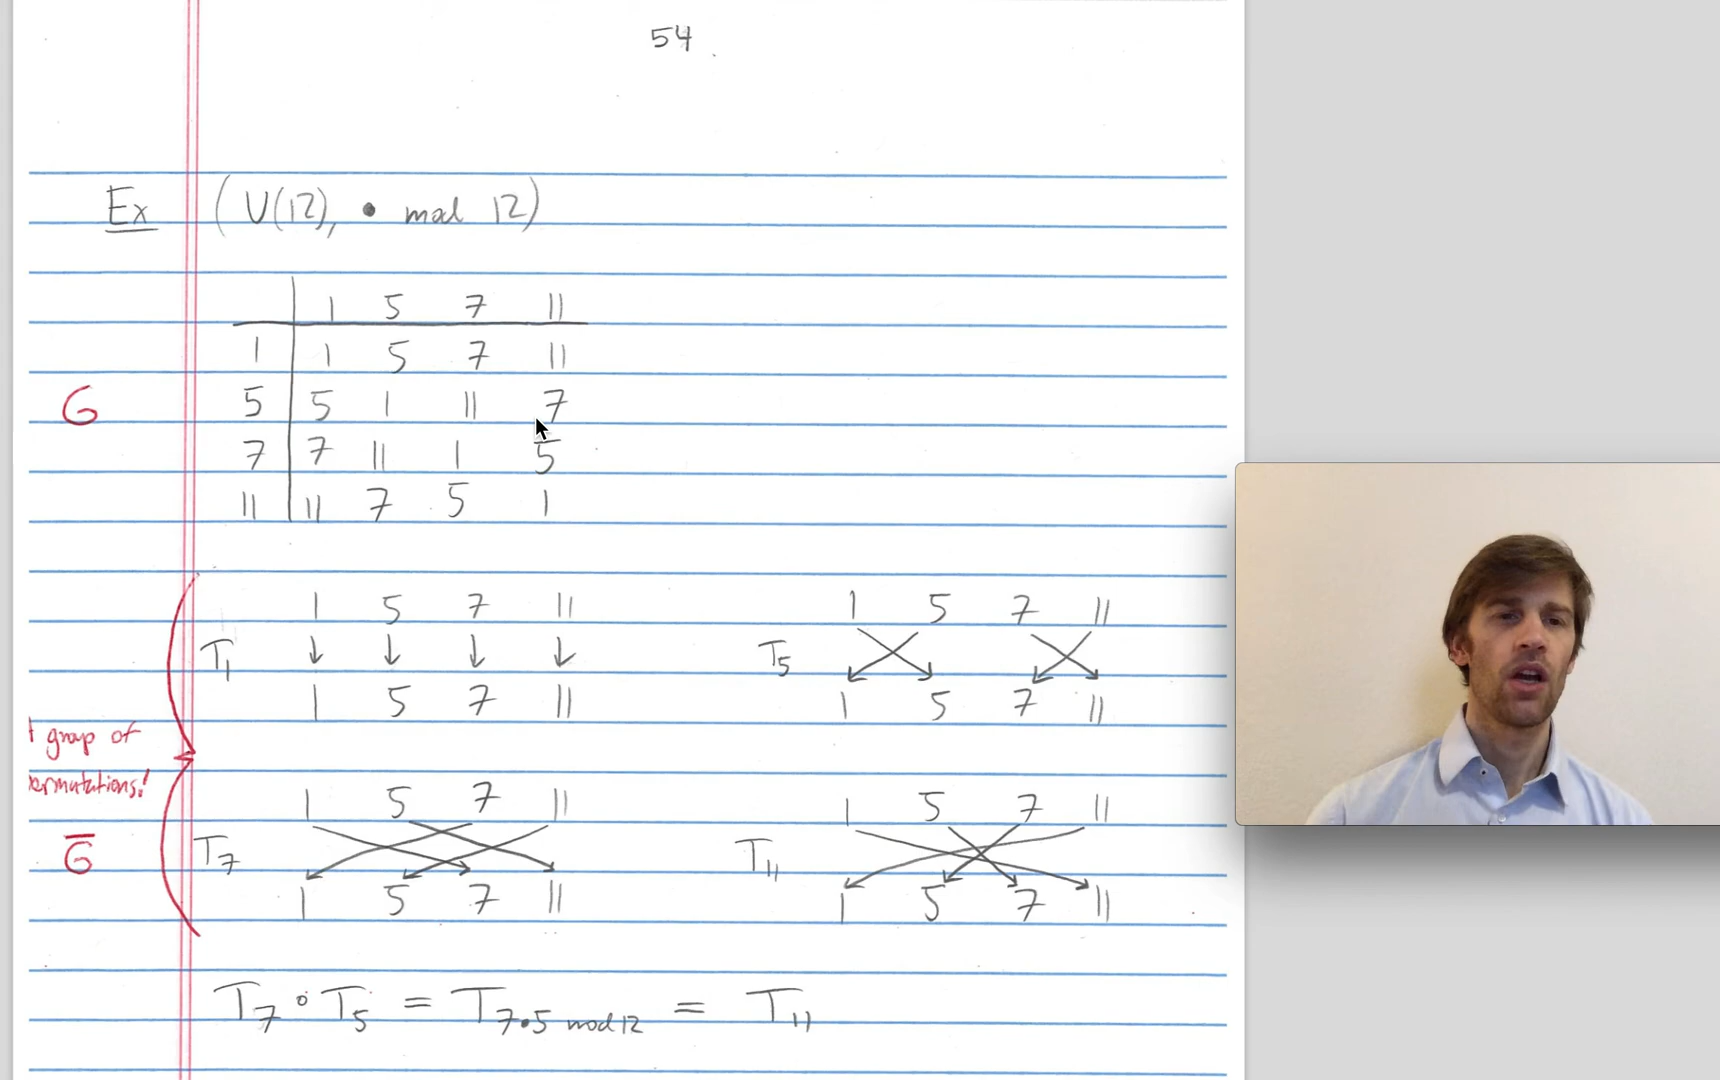 54
Ex (U(12), • mod 12)
1 5 7 11
1 1 5 7 11
G 5 5 1 11 7
7 7 11 1 5
11 11 7 5 1
1 5 7 11 1 5 7 11
T₁ ↓ ↓ ↓ ↓ T₅
1 5 7 11 1 5 7 11
group of
permutations!
1 5 7 11 1 5 7 11
G̅ T₇ T₁₁
1 5 7 11 1 5 7 11
T₇ ∘ T₅ = T₇•₅ mod 12 = T₁₁